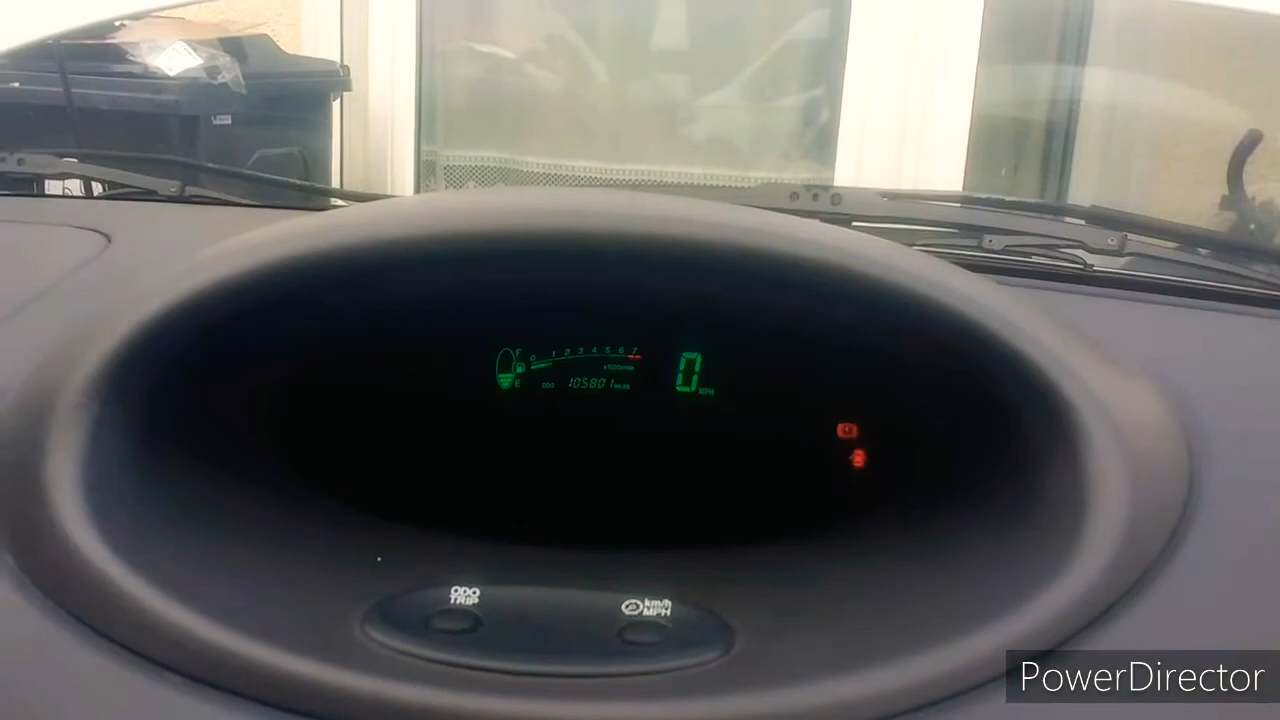 F
0 1 2 3 4 5 6 7
x1000r/min
E
ODO 105801 MILES
0 MPH
ODO
TRIP
km/h
MPH
PowerDirector